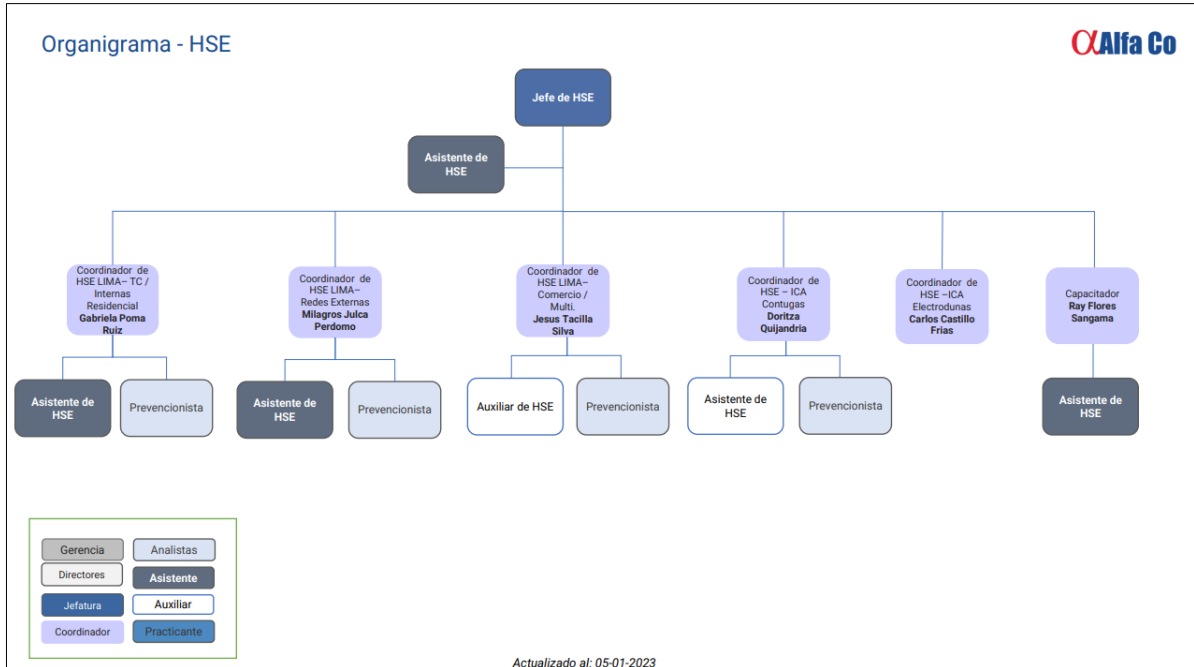 Organigrama - HSE
αAlfa Co
Jefe de HSE
Asistente de
HSE
Coordinador de
HSE LIMA– TC /
Internas
Residencial
Gabriela Poma
Ruiz
Coordinador de
HSE LIMA–
Redes Externas
Milagros Julca
Perdomo
Coordinador de
HSE LIMA–
Comercio /
Multi.
Jesus Tacilla
Silva
Coordinador de
HSE – ICA
Contugas
Doritza
Quijandria
Coordinador de
HSE –ICA
Electrodunas
Carlos Castillo
Frias
Capacitador
Ray Flores
Sangama
Asistente de
HSE
Prevencionista
Asistente de
HSE
Prevencionista
Auxiliar de HSE
Prevencionista
Asistente de
HSE
Prevencionista
Asistente de
HSE
Gerencia
Analistas
Directores
Asistente
Jefatura
Auxiliar
Coordinador
Practicante
Actualizado al: 05-01-2023